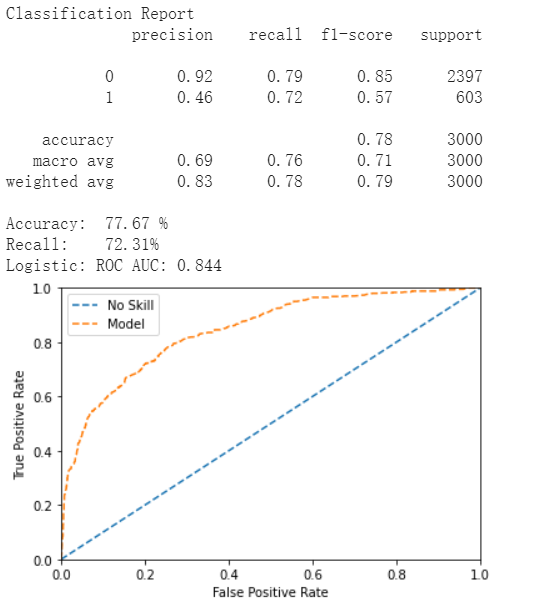 Classification Report
precision recall f1-score support
0 0.92 0.79 0.85 2397
1 0.46 0.72 0.57 603
accuracy 0.78 3000
macro avg 0.69 0.76 0.71 3000
weighted avg 0.83 0.78 0.79 3000
Accuracy: 77.67 %
Recall: 72.31%
Logistic: ROC AUC: 0.844
No Skill
Model
True Positive Rate
1.0
0.8
0.6
0.4
0.2
0.0
0.0 0.2 0.4 0.6 0.8 1.0
False Positive Rate